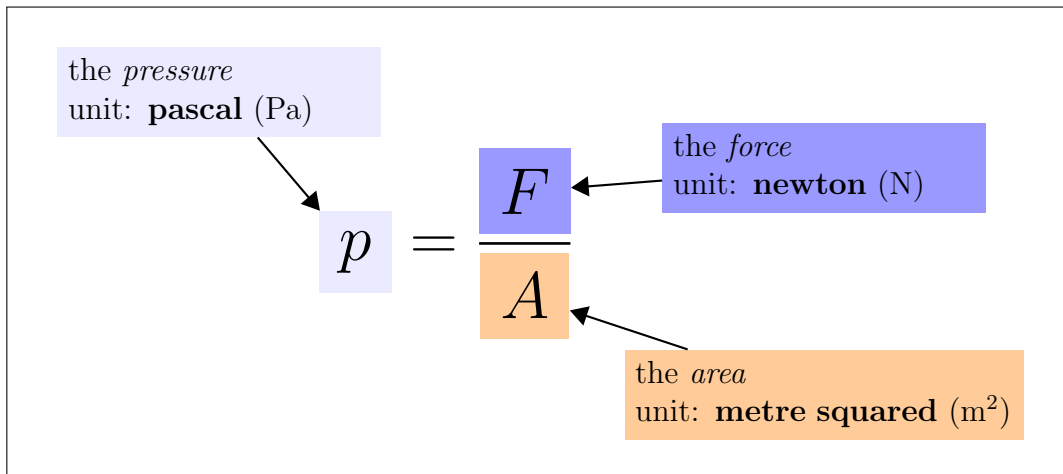 the pressure
unit: pascal (Pa)
the force
unit: newton (N)
p = F / A
the area
unit: metre squared (m²)